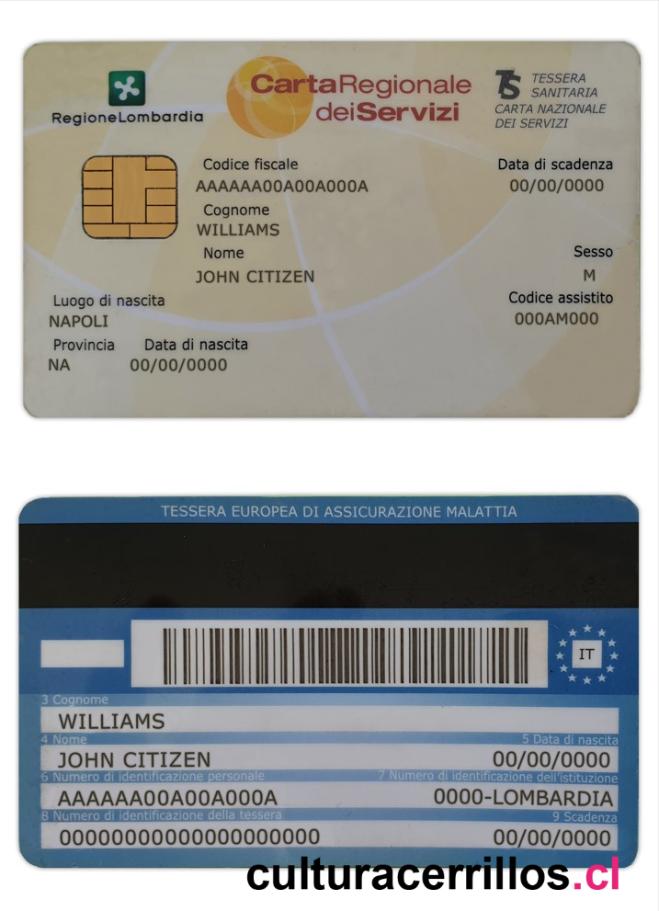 RegioneLombardia
CartaRegionale
deiServizi
TS TESSERA
SANITARIA
CARTA NAZIONALE
DEI SERVIZI
Codice fiscale
AAAAAA00A00A000A
Data di scadenza
00/00/0000
Cognome
WILLIAMS
Nome
JOHN CITIZEN
Sesso
M
Luogo di nascita
NAPOLI
Codice assistito
000AM000
Provincia Data di nascita
NA 00/00/0000
TESSERA EUROPEA DI ASSICURAZIONE MALATTIA
IT
3 Cognome
WILLIAMS
4 Nome 5 Data di nascita
JOHN CITIZEN 00/00/0000
6 Numero di identificazione personale 7 Numero di identificazione dell'istituzione
AAAAAA00A00A000A 0000-LOMBARDIA
8 Numero di identificazione della tessera 9 Scadenza
00000000000000000000 00/00/0000
culturacerrillos.cl